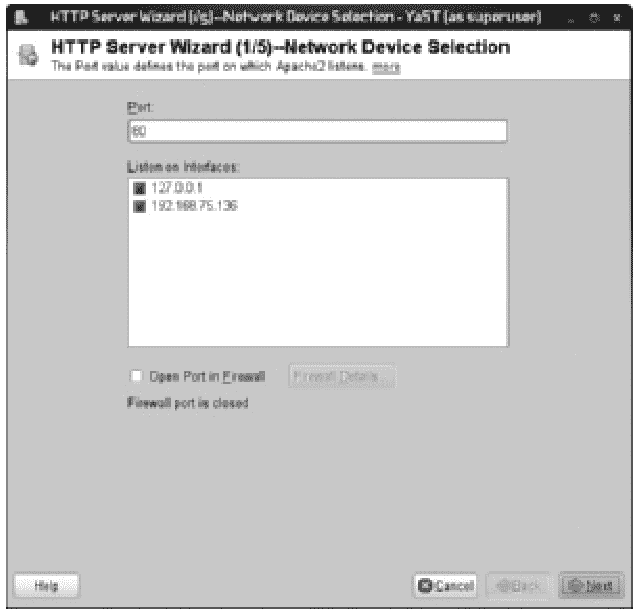 HTTP Server Wizard (1/5)--Network Device Selection - YaST (as superuser)
HTTP Server Wizard (1/5)--Network Device Selection
The Port value defines the port on which Apache2 listens. more
Port:
80
Listen on Interfaces:
127.0.0.1
192.168.75.136
Open Port in Firewall
Firewall Details...
Firewall port is closed
Help
Cancel
Back
Next